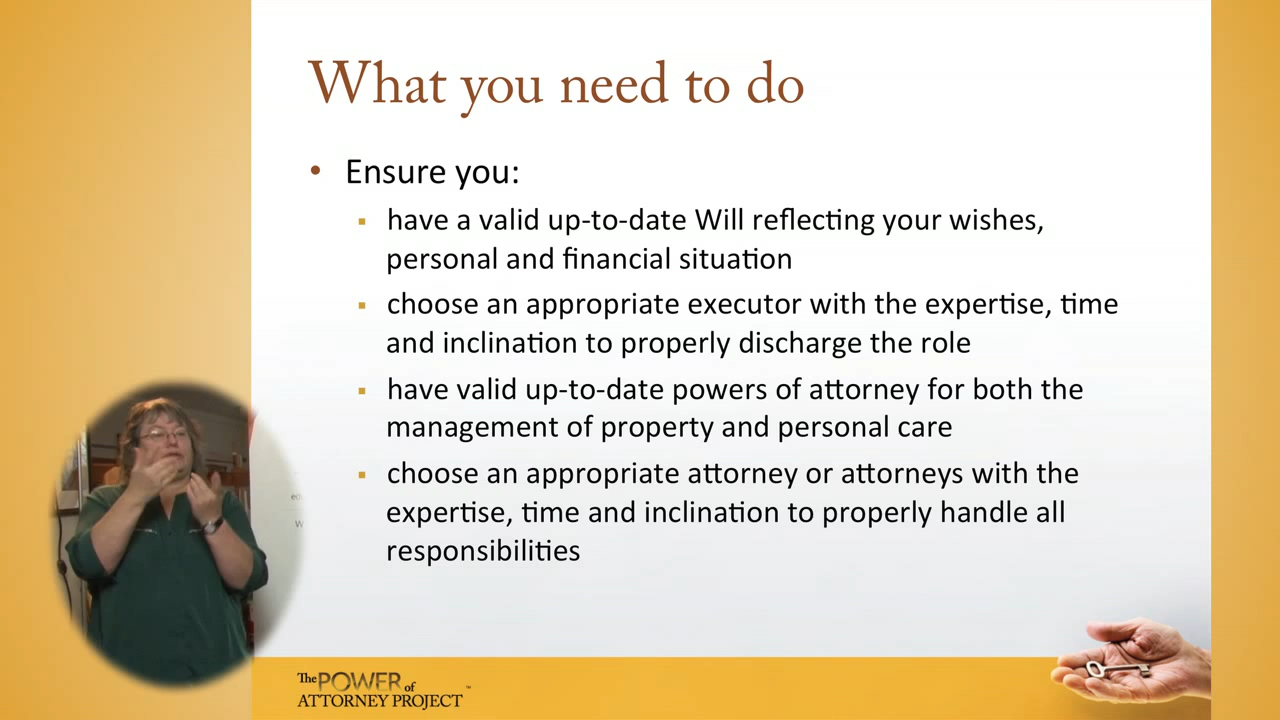 What you need to do
• Ensure you:
▪ have a valid up-to-date Will reflecting your wishes,
personal and financial situation
▪ choose an appropriate executor with the expertise, time
and inclination to properly discharge the role
▪ have valid up-to-date powers of attorney for both the
management of property and personal care
▪ choose an appropriate attorney or attorneys with the
expertise, time and inclination to properly handle all
responsibilities
The POWER of
ATTORNEY PROJECT™